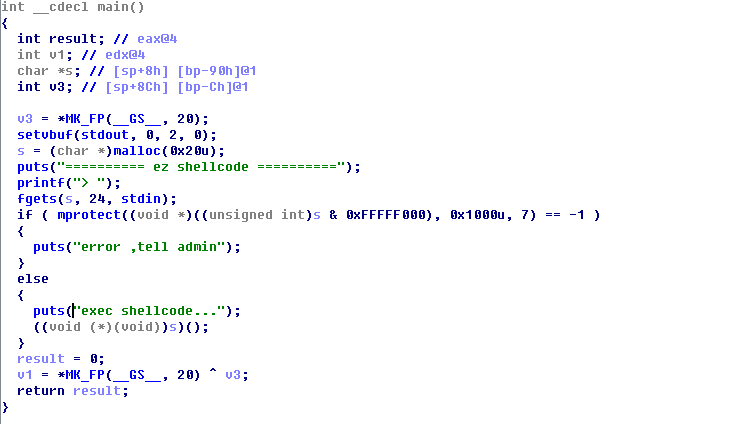 int __cdecl main()
{
  int result; // eax@4
  int v1; // edx@4
  char *s; // [sp+8h] [bp-90h]@1
  int v3; // [sp+8Ch] [bp-Ch]@1

  v3 = *MK_FP(__GS__, 20);
  setvbuf(stdout, 0, 2, 0);
  s = (char *)malloc(0x20u);
  puts("========== ez shellcode ==========");
  printf("> ");
  fgets(s, 24, stdin);
  if ( mprotect((void *)((unsigned int)s & 0xFFFFF000), 0x1000u, 7) == -1 )
  {
    puts("error ,tell admin");
  }
  else
  {
    puts("exec shellcode...");
    ((void (*)(void))s)();
  }
  result = 0;
  v1 = *MK_FP(__GS__, 20) ^ v3;
  return result;
}